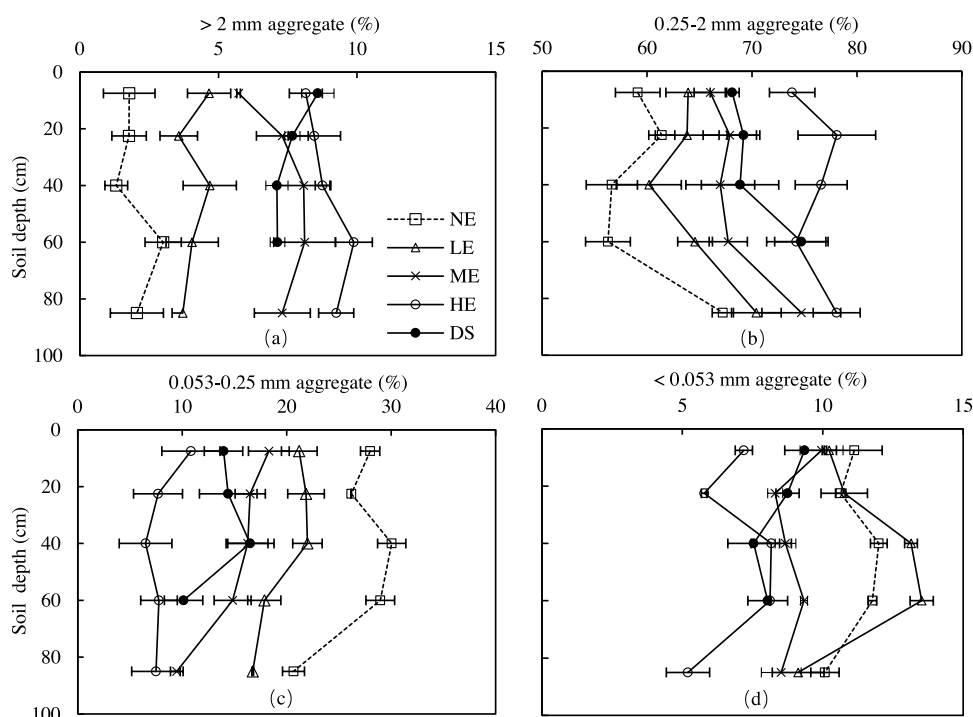 > 2 mm aggregate (%)
0 5 10 15
0
20
40
60
80
100
Soil depth (cm)
NE
LE
ME
HE
DS
(a)
0.25-2 mm aggregate (%)
50 60 70 80 90
(b)
0.053-0.25 mm aggregate (%)
0 10 20 30 40
0
20
40
60
80
100
Soil depth (cm)
(c)
< 0.053 mm aggregate (%)
0 5 10 15
(d)